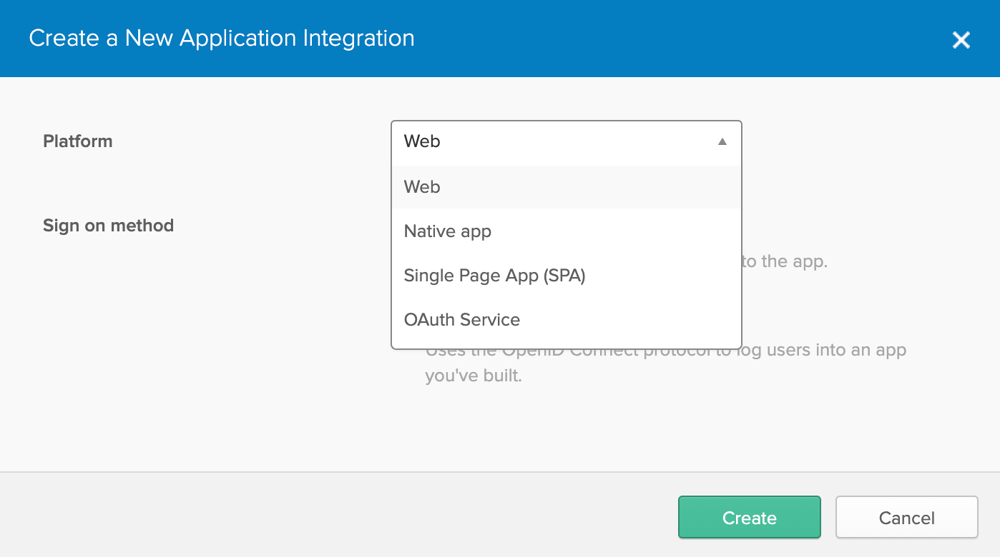 Create a New Application Integration
Platform
Web
Web
Native app
Sign on method
Single Page App (SPA)
to the app.
OAuth Service
Uses the OpenID Connect protocol to log users into an app
you've built.
Create
Cancel